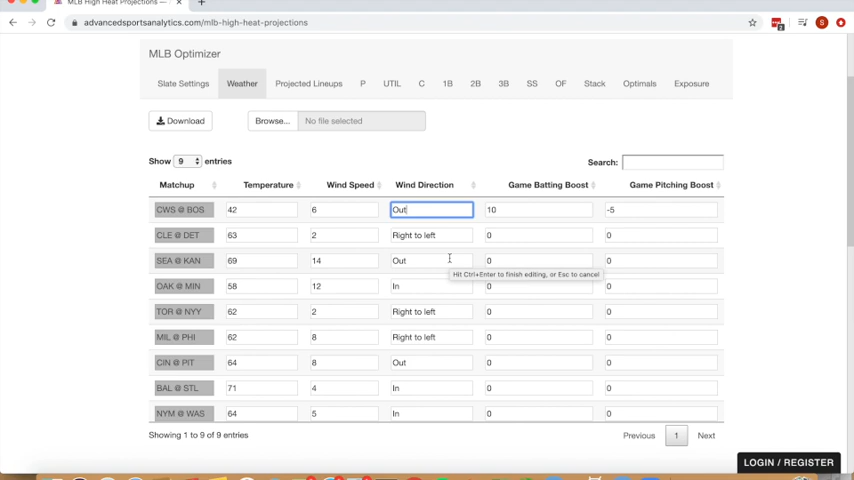 MLB High Heat Projections —
advancedsportsanalytics.com/mlb-high-heat-projections
MLB Optimizer
Slate Settings Weather Projected Lineups P UTIL C 1B 2B 3B SS OF Stack Optimals Exposure
Download Browse... No file selected
Show 9 entries Search:
Matchup Temperature Wind Speed Wind Direction Game Batting Boost Game Pitching Boost
CWS @ BOS 42 6 Out 10 -5
CLE @ DET 63 2 Right to left 0 0
SEA @ KAN 69 14 Out 0 0
Hit Ctrl+Enter to finish editing, or Esc to cancel
OAK @ MIN 58 12 In 0 0
TOR @ NYY 62 2 Right to left 0 0
MIL @ PHI 62 8 Right to left 0 0
CIN @ PIT 64 8 Out 0 0
BAL @ STL 71 4 In 0 0
NYM @ WAS 64 5 In 0 0
Showing 1 to 9 of 9 entries Previous 1 Next
LOGIN / REGISTER